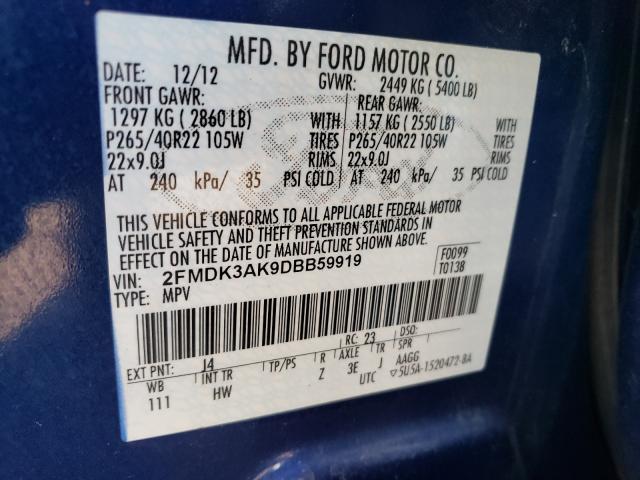 MFD. BY FORD MOTOR CO.
DATE: 12/12 GVWR: 2449 KG ( 5400 LB)
FRONT GAWR: REAR GAWR:
1297 KG ( 2860 LB) WITH 1157 KG ( 2550 LB) WITH
P265/40R22 105W TIRES P265/40R22 105W TIRES
22x9.0J RIMS 22x9.0J RIMS
AT 240 kPa/ 35 PSI COLD AT 240 kPa/ 35 PSI COLD
THIS VEHICLE CONFORMS TO ALL APPLICABLE FEDERAL MOTOR
VEHICLE SAFETY AND THEFT PREVENTION STANDARDS IN
EFFECT ON THE DATE OF MANUFACTURE SHOWN ABOVE.
VIN: 2FMDK3AK9DBB59919 F0099
TYPE: MPV T0138
EXT PNT: J4 RC: 23 DSO:
WB INT TR TP/PS R AXLE TR SPR
111 HW Z 3E J AAGG
UTC ▽5U5A-1520472-BA